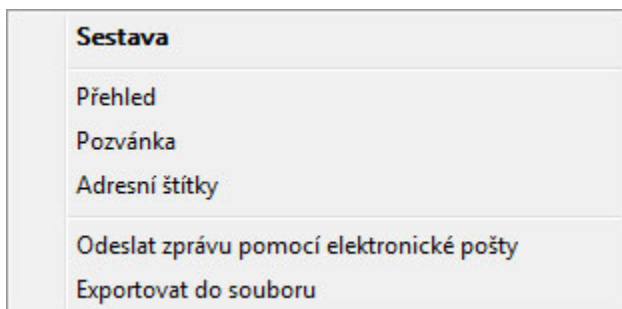 Sestava
Přehled
Pozvánka
Adresní štítky
Odeslat zprávu pomocí elektronické pošty
Exportovat do souboru